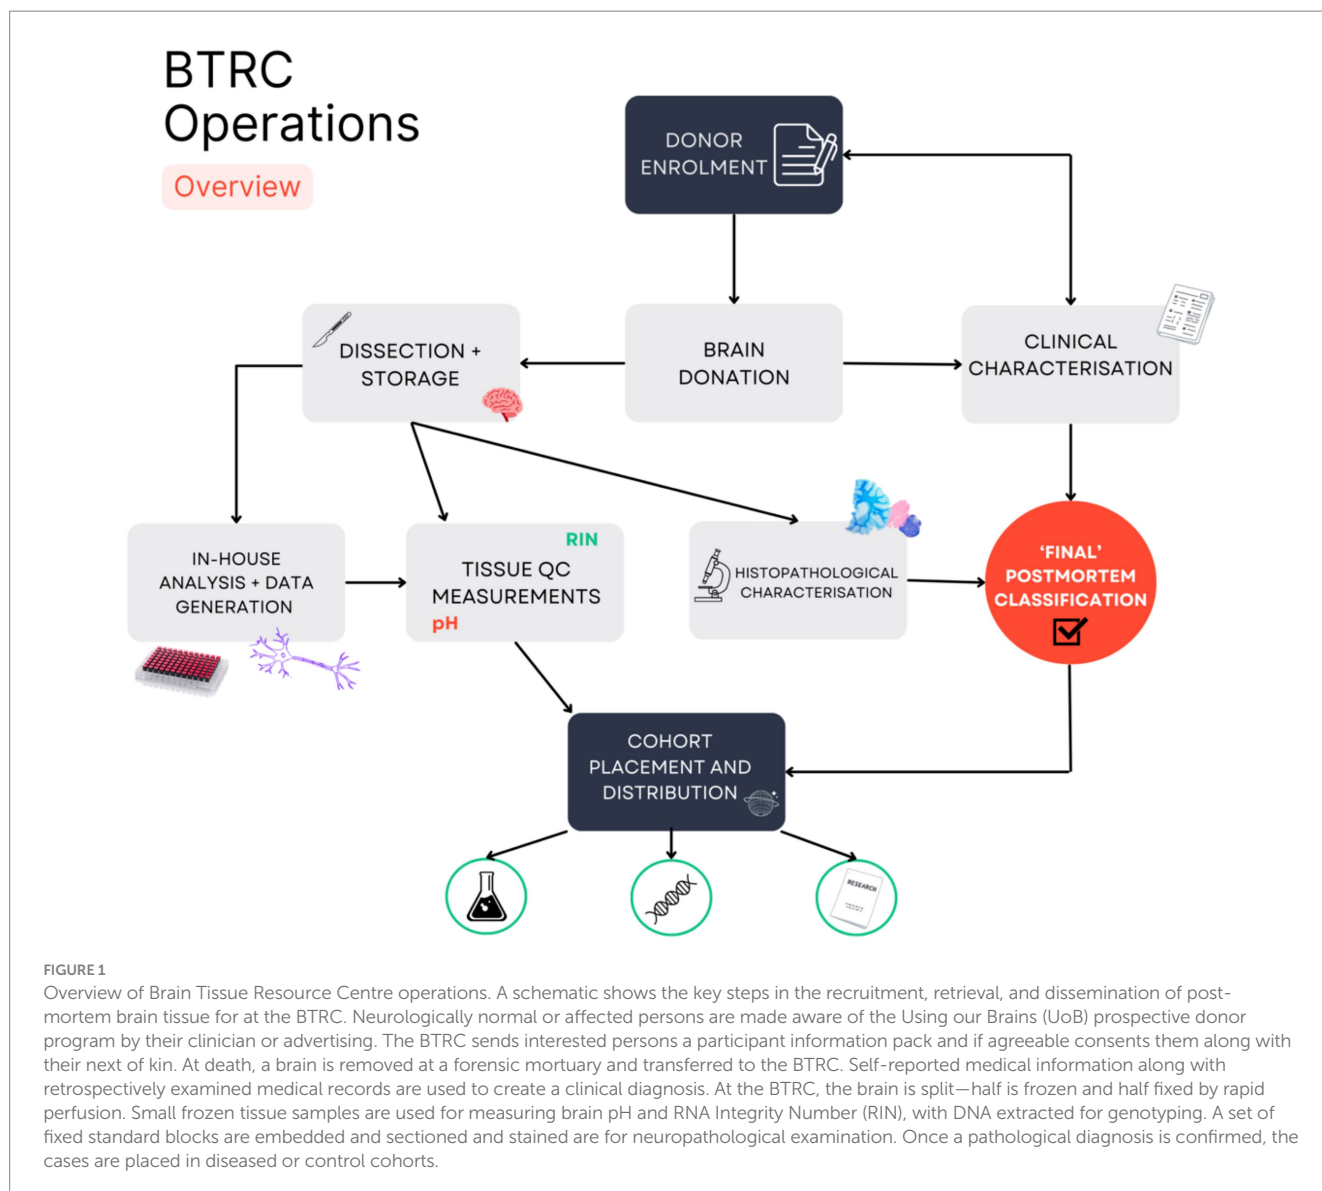 BTRC
Operations
Overview
DONOR
ENROLMENT
DISSECTION +
STORAGE
BRAIN
DONATION
CLINICAL
CHARACTERISATION
IN-HOUSE
ANALYSIS + DATA
GENERATION
RIN
TISSUE QC
MEASUREMENTS
pH
HISTOPATHOLOGICAL
CHARACTERISATION
‘FINAL’
POSTMORTEM
CLASSIFICATION
COHORT
PLACEMENT AND
DISTRIBUTION
RESEARCH
FIGURE 1
Overview of Brain Tissue Resource Centre operations. A schematic shows the key steps in the recruitment, retrieval, and dissemination of post-
mortem brain tissue for at the BTRC. Neurologically normal or affected persons are made aware of the Using our Brains (UoB) prospective donor
program by their clinician or advertising. The BTRC sends interested persons a participant information pack and if agreeable consents them along with
their next of kin. At death, a brain is removed at a forensic mortuary and transferred to the BTRC. Self-reported medical information along with
retrospectively examined medical records are used to create a clinical diagnosis. At the BTRC, the brain is split—half is frozen and half fixed by rapid
perfusion. Small frozen tissue samples are used for measuring brain pH and RNA Integrity Number (RIN), with DNA extracted for genotyping. A set of
fixed standard blocks are embedded and sectioned and stained are for neuropathological examination. Once a pathological diagnosis is confirmed, the
cases are placed in diseased or control cohorts.